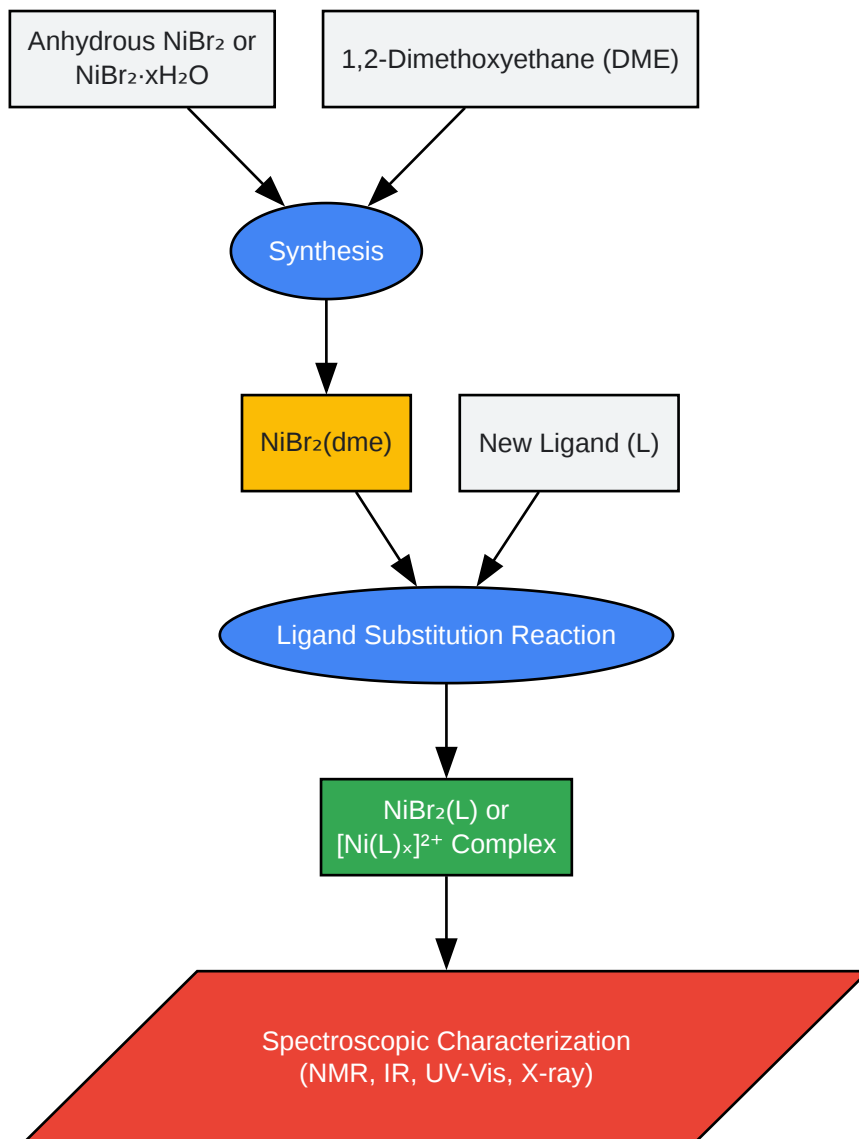 Anhydrous NiBr₂ or
NiBr₂·xH₂O
1,2-Dimethoxyethane (DME)
Synthesis
NiBr₂(dme)
New Ligand (L)
Ligand Substitution Reaction
NiBr₂(L) or
[Ni(L)ₓ]²⁺ Complex
Spectroscopic Characterization
(NMR, IR, UV-Vis, X-ray)